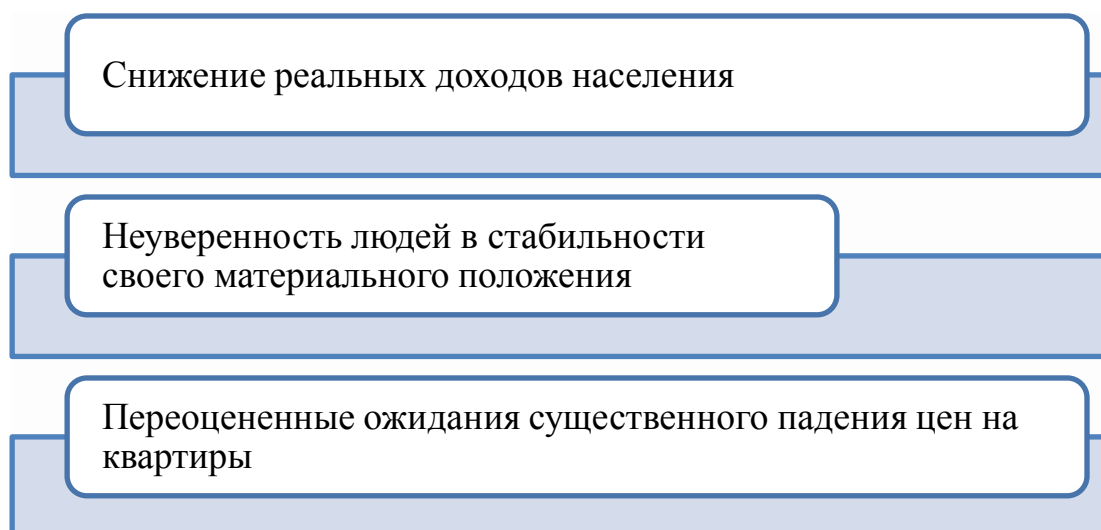 Снижение реальных доходов населения
Неуверенность людей в стабильности
своего материального положения
Переоцененные ожидания существенного падения цен на
квартиры